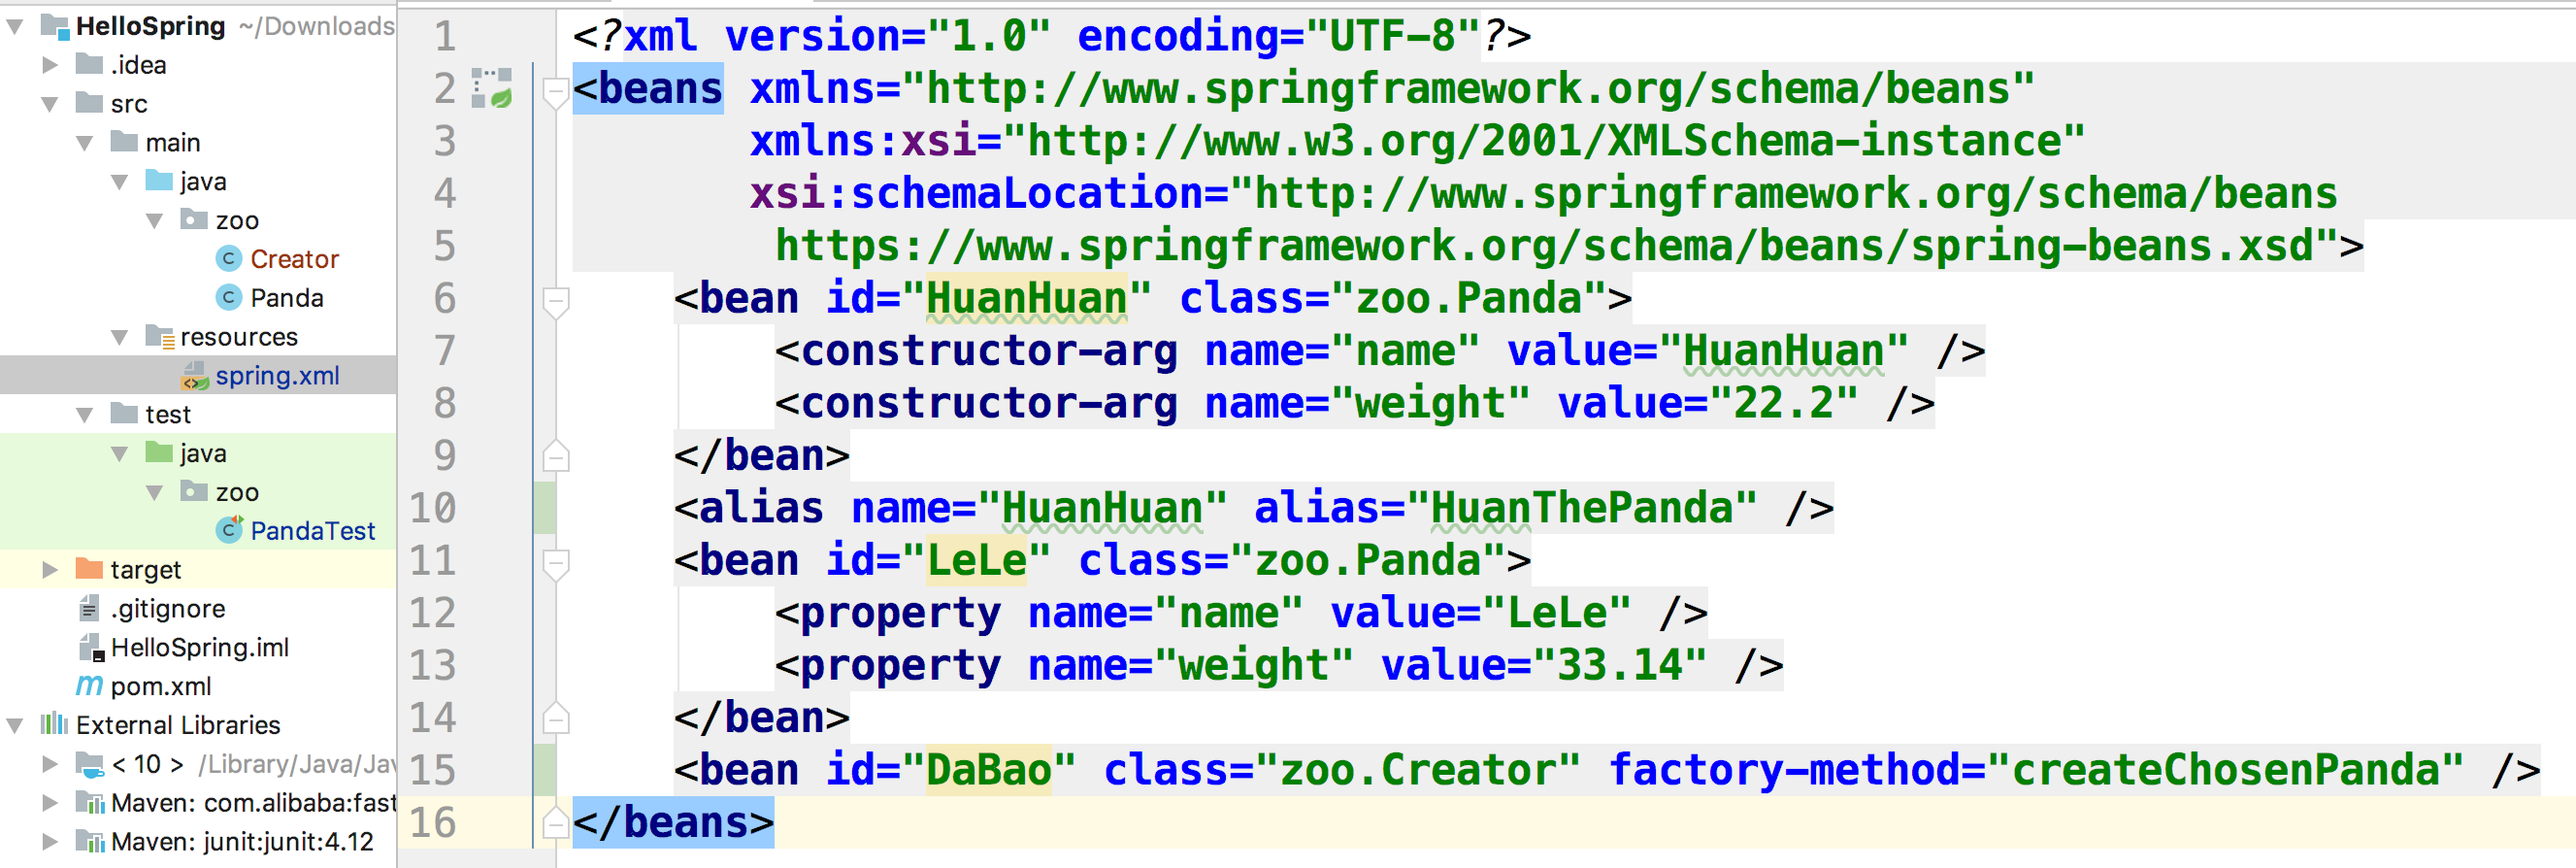 HelloSpring ~/Downloads
.idea
src
main
java
zoo
Creator
Panda
resources
spring.xml
test
java
zoo
PandaTest
target
.gitignore
HelloSpring.iml
pom.xml
External Libraries
< 10 > /Library/Java/Jav
Maven: com.alibaba:fast
Maven: junit:junit:4.12
1 <?xml version="1.0" encoding="UTF-8"?>
2 <beans xmlns="http://www.springframework.org/schema/beans"
3 xmlns:xsi="http://www.w3.org/2001/XMLSchema-instance"
4 xsi:schemaLocation="http://www.springframework.org/schema/beans
5 https://www.springframework.org/schema/beans/spring-beans.xsd">
6 <bean id="HuanHuan" class="zoo.Panda">
7 <constructor-arg name="name" value="HuanHuan" />
8 <constructor-arg name="weight" value="22.2" />
9 </bean>
10 <alias name="HuanHuan" alias="HuanThePanda" />
11 <bean id="LeLe" class="zoo.Panda">
12 <property name="name" value="LeLe" />
13 <property name="weight" value="33.14" />
14 </bean>
15 <bean id="DaBao" class="zoo.Creator" factory-method="createChosenPanda" />
16 </beans>